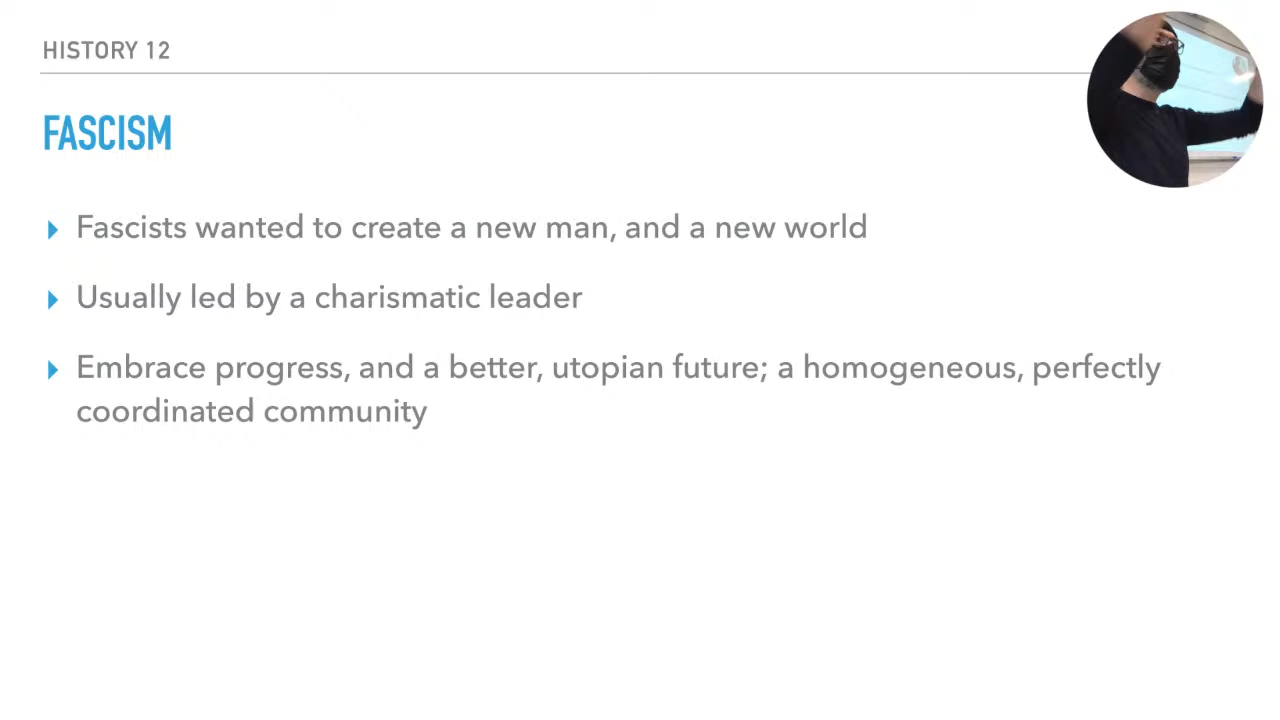 HISTORY 12
FASCISM
Fascists wanted to create a new man, and a new world
Usually led by a charismatic leader
Embrace progress, and a better, utopian future; a homogeneous, perfectly
coordinated community